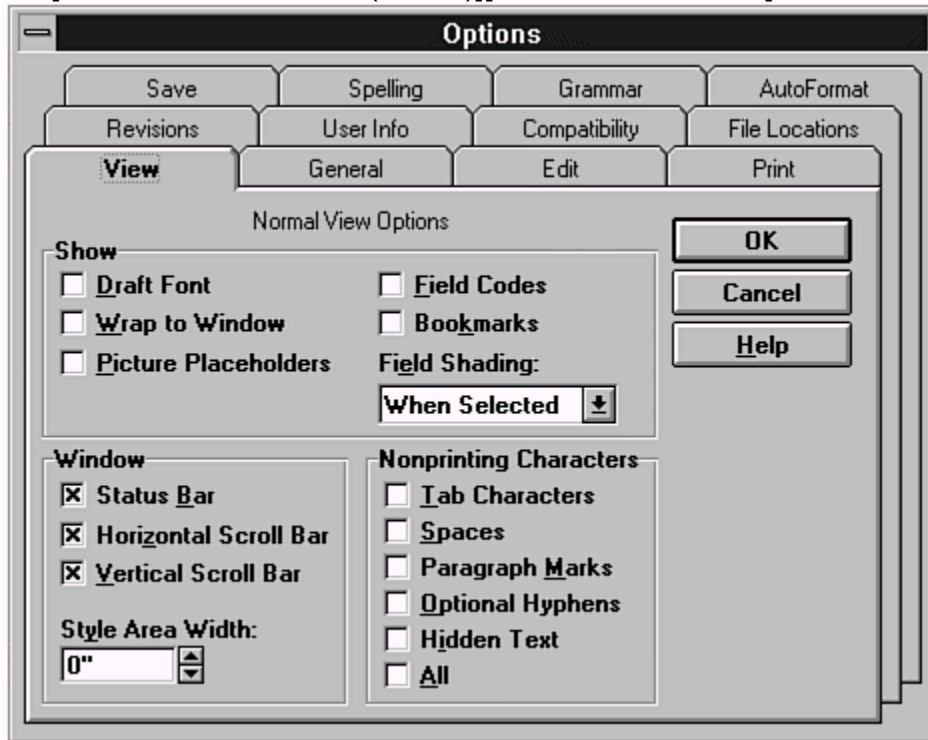 Options
Save Spelling Grammar AutoFormat
Revisions User Info Compatibility File Locations
View General Edit Print
Normal View Options
Show
Draft Font
Wrap to Window
Picture Placeholders
Field Codes
Bookmarks
Field Shading:
When Selected
OK
Cancel
Help
Window
Status Bar
Horizontal Scroll Bar
Vertical Scroll Bar
Style Area Width:
0"
Nonprinting Characters
Tab Characters
Spaces
Paragraph Marks
Optional Hyphens
Hidden Text
All